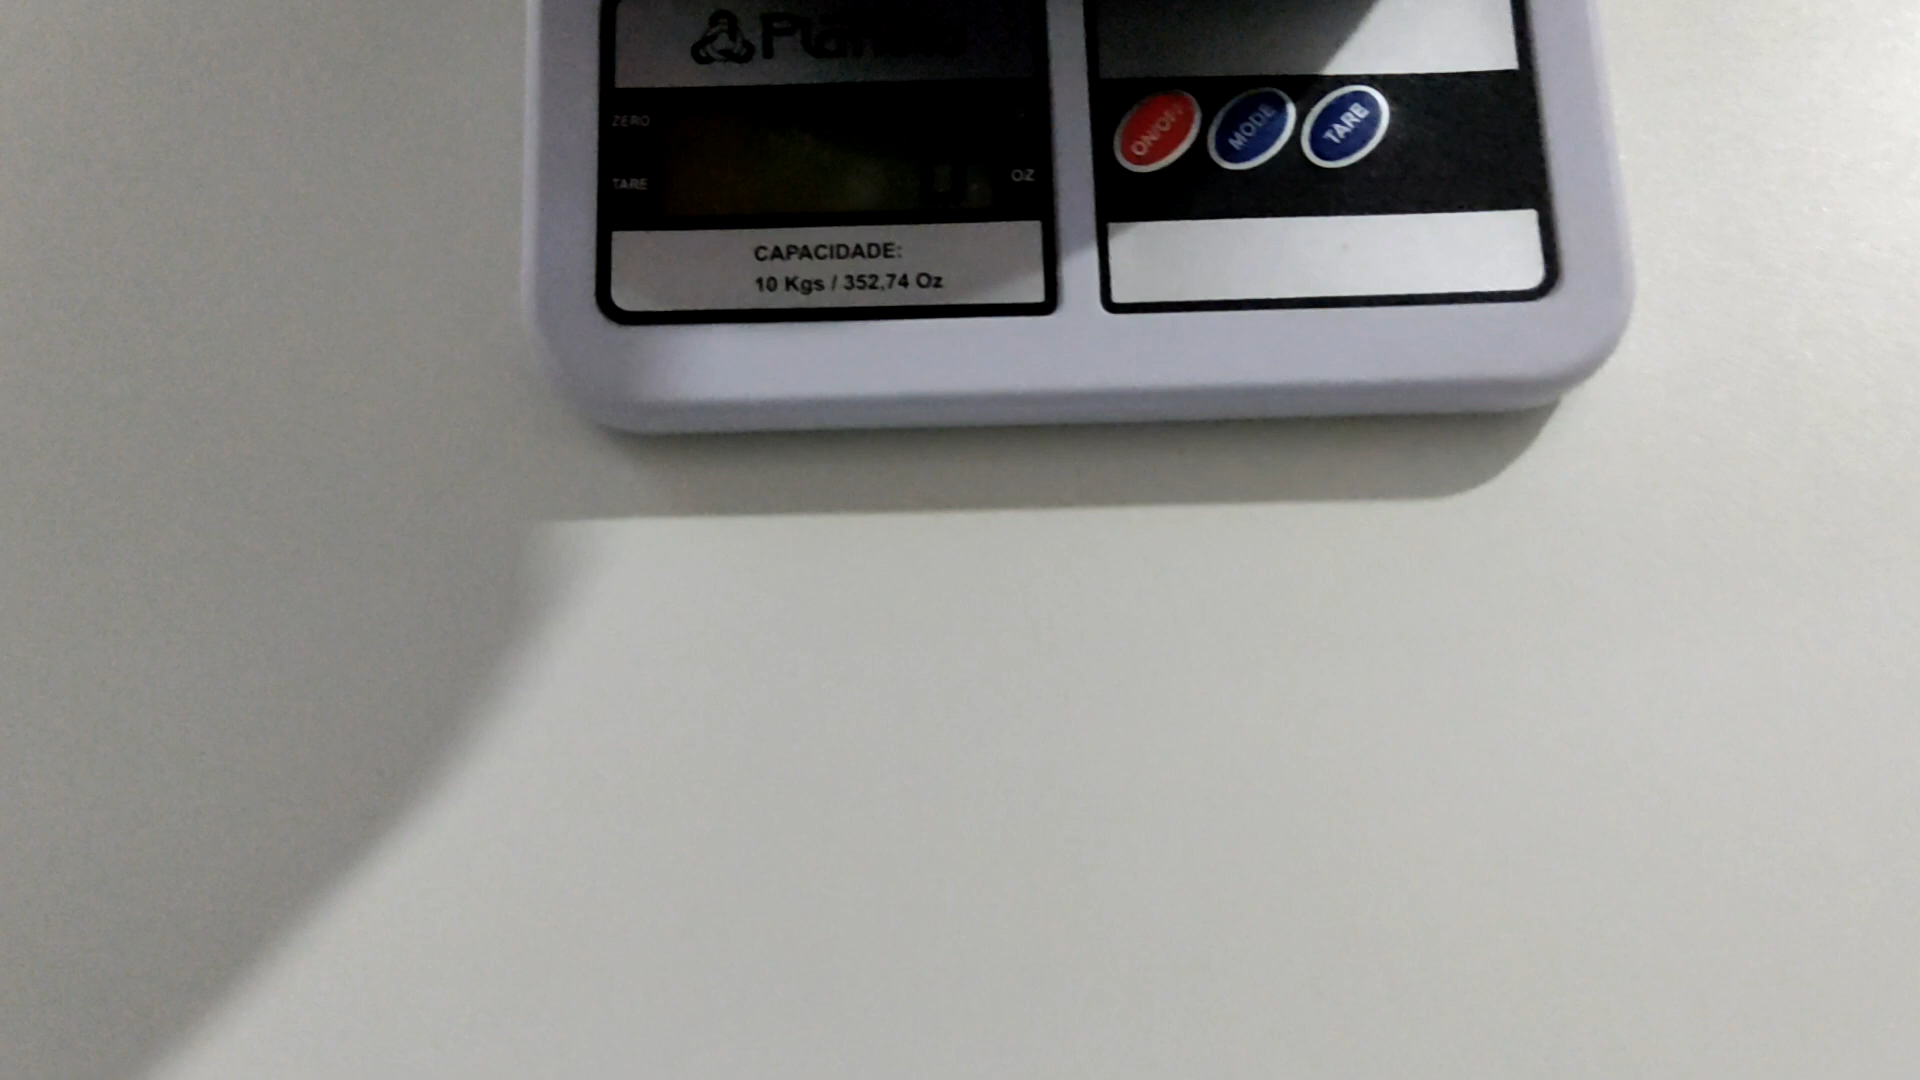 ZERO
TARE
OZ
CAPACIDADE:
10 Kgs / 352,74 Oz
ON/OFF
MODE
TARE